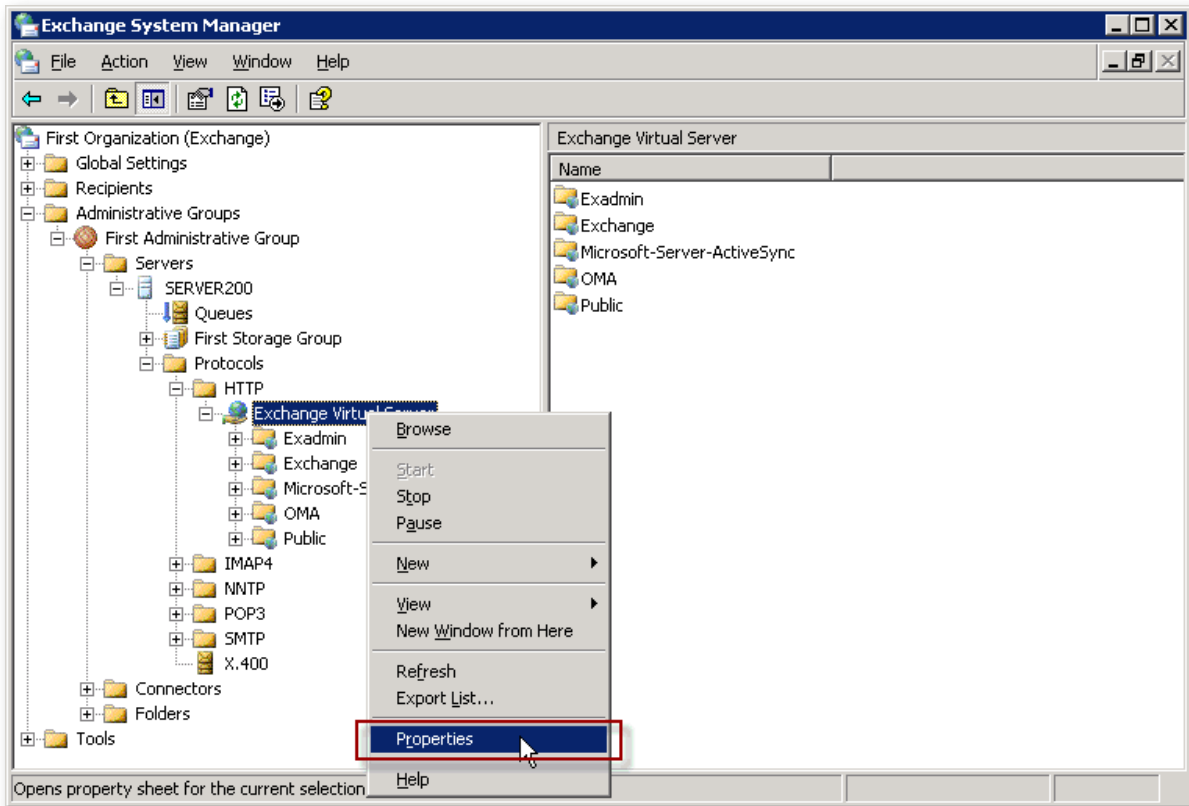 Exchange System Manager
File Action View Window Help
First Organization (Exchange)
Global Settings
Recipients
Administrative Groups
First Administrative Group
Servers
SERVER200
Queues
First Storage Group
Protocols
HTTP
Exchange Virtual Server
Exadmin
Exchange
Microsoft-S
OMA
Public
IMAP4
NNTP
POP3
SMTP
X.400
Connectors
Folders
Tools
Exchange Virtual Server
Name
Exadmin
Exchange
Microsoft-Server-ActiveSync
OMA
Public
Browse
Start
Stop
Pause
New
View
New Window from Here
Refresh
Export List...
Properties
Help
Opens property sheet for the current selection